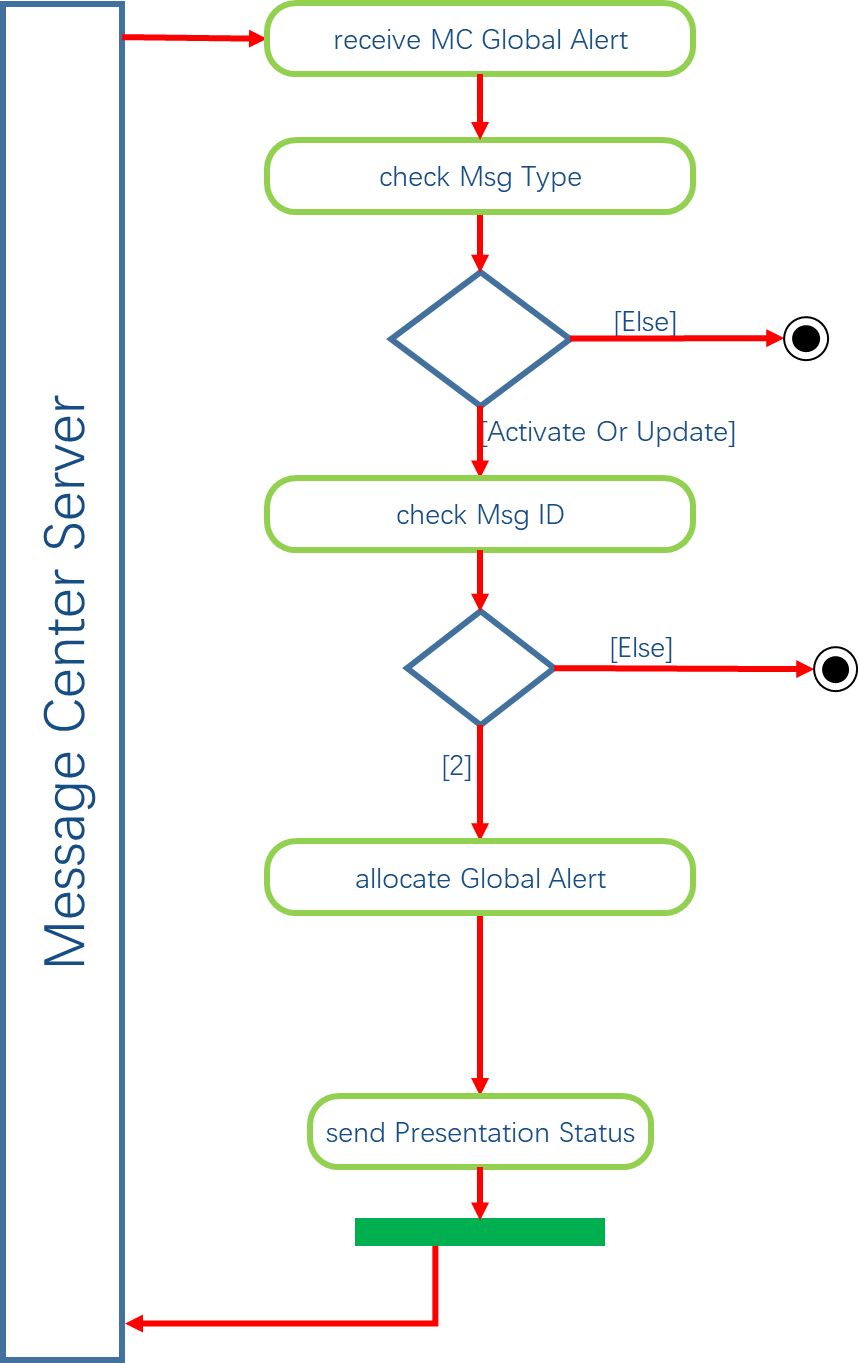 Message Center Server
receive MC Global Alert
check Msg Type
[Else]
[Activate Or Update]
check Msg ID
[Else]
[2]
allocate Global Alert
send Presentation Status